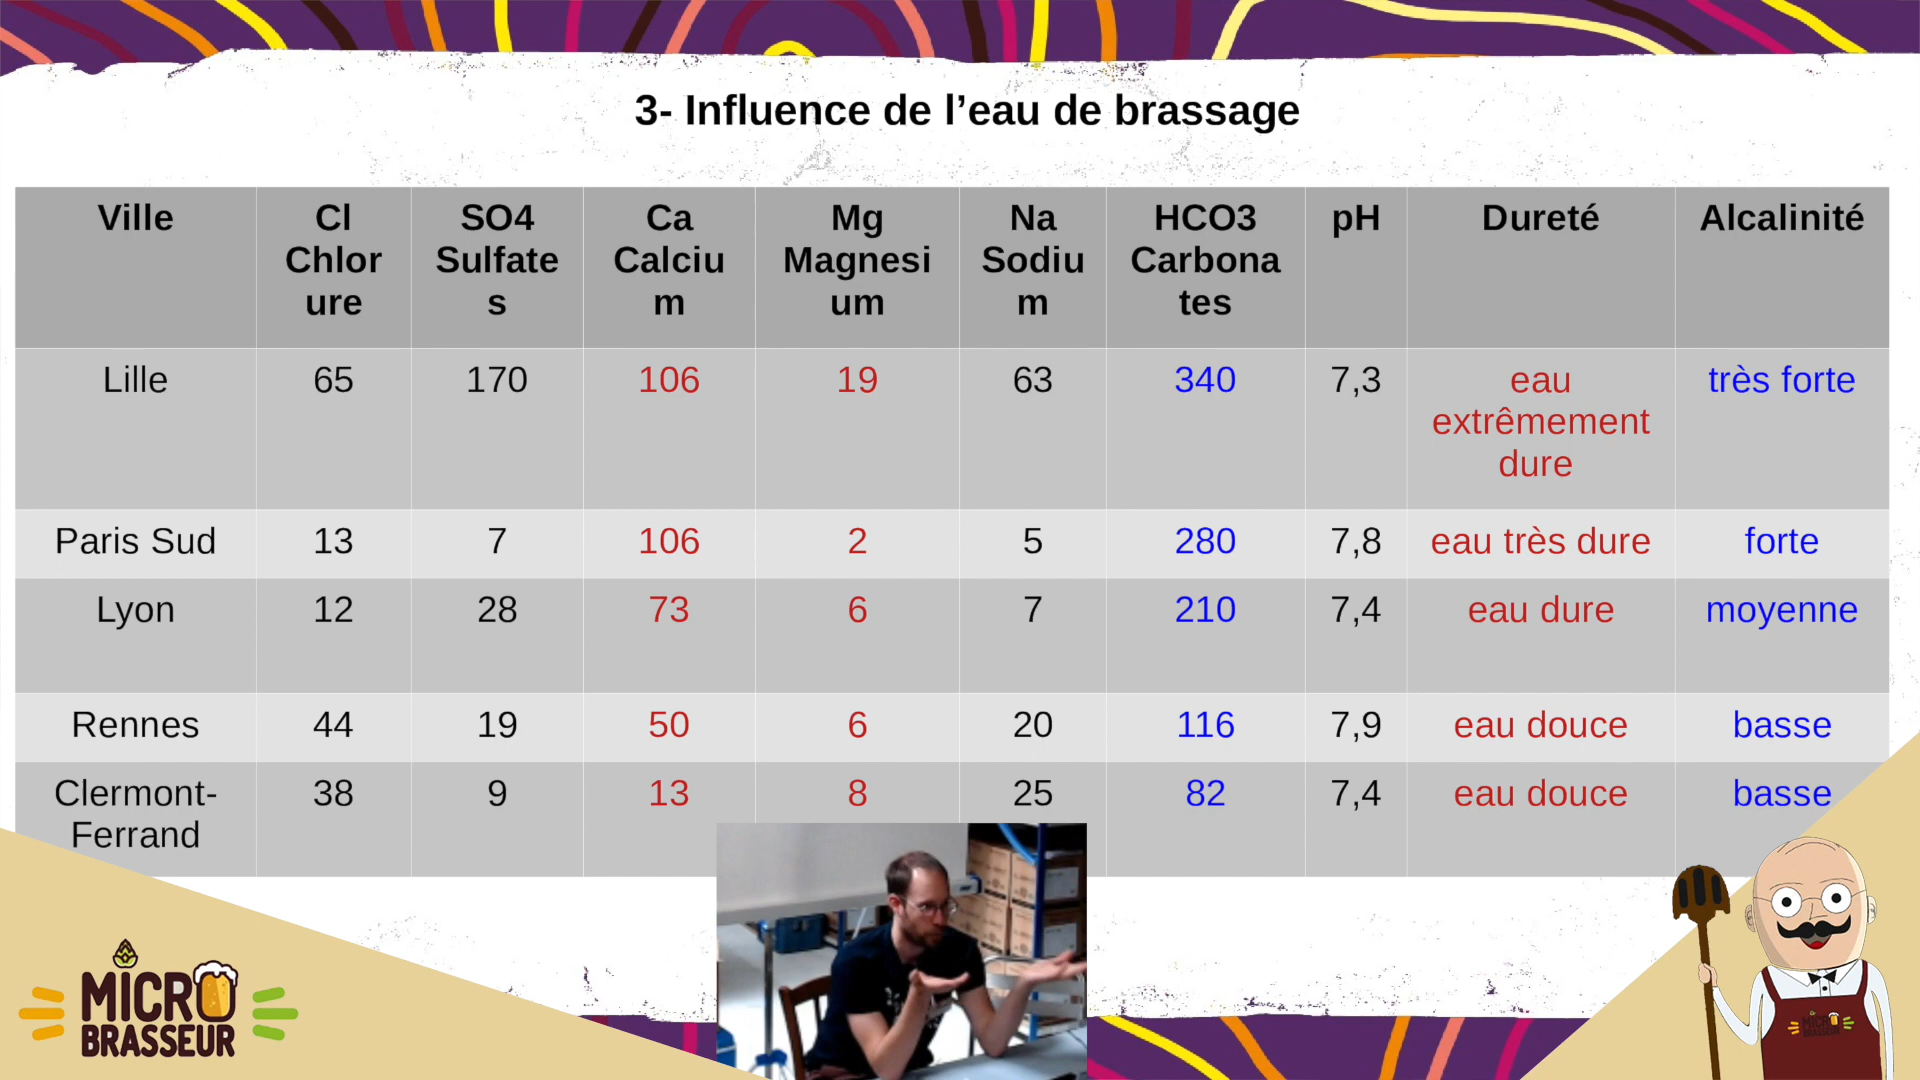 3- Influence de l’eau de brassage
Ville
Cl
Chlor
ure
SO4
Sulfate
s
Ca
Calciu
m
Mg
Magnesi
um
Na
Sodiu
m
HCO3
Carbona
tes
pH
Dureté
Alcalinité
Lille
65
170
106
19
63
340
7,3
eau
extrêmement
dure
très forte
Paris Sud
13
7
106
2
5
280
7,8
eau très dure
forte
Lyon
12
28
73
6
7
210
7,4
eau dure
moyenne
Rennes
44
19
50
6
20
116
7,9
eau douce
basse
Clermont-
Ferrand
38
9
13
8
25
82
7,4
eau douce
basse
MICRO
BRASSEUR
MICRO
BRASSEUR